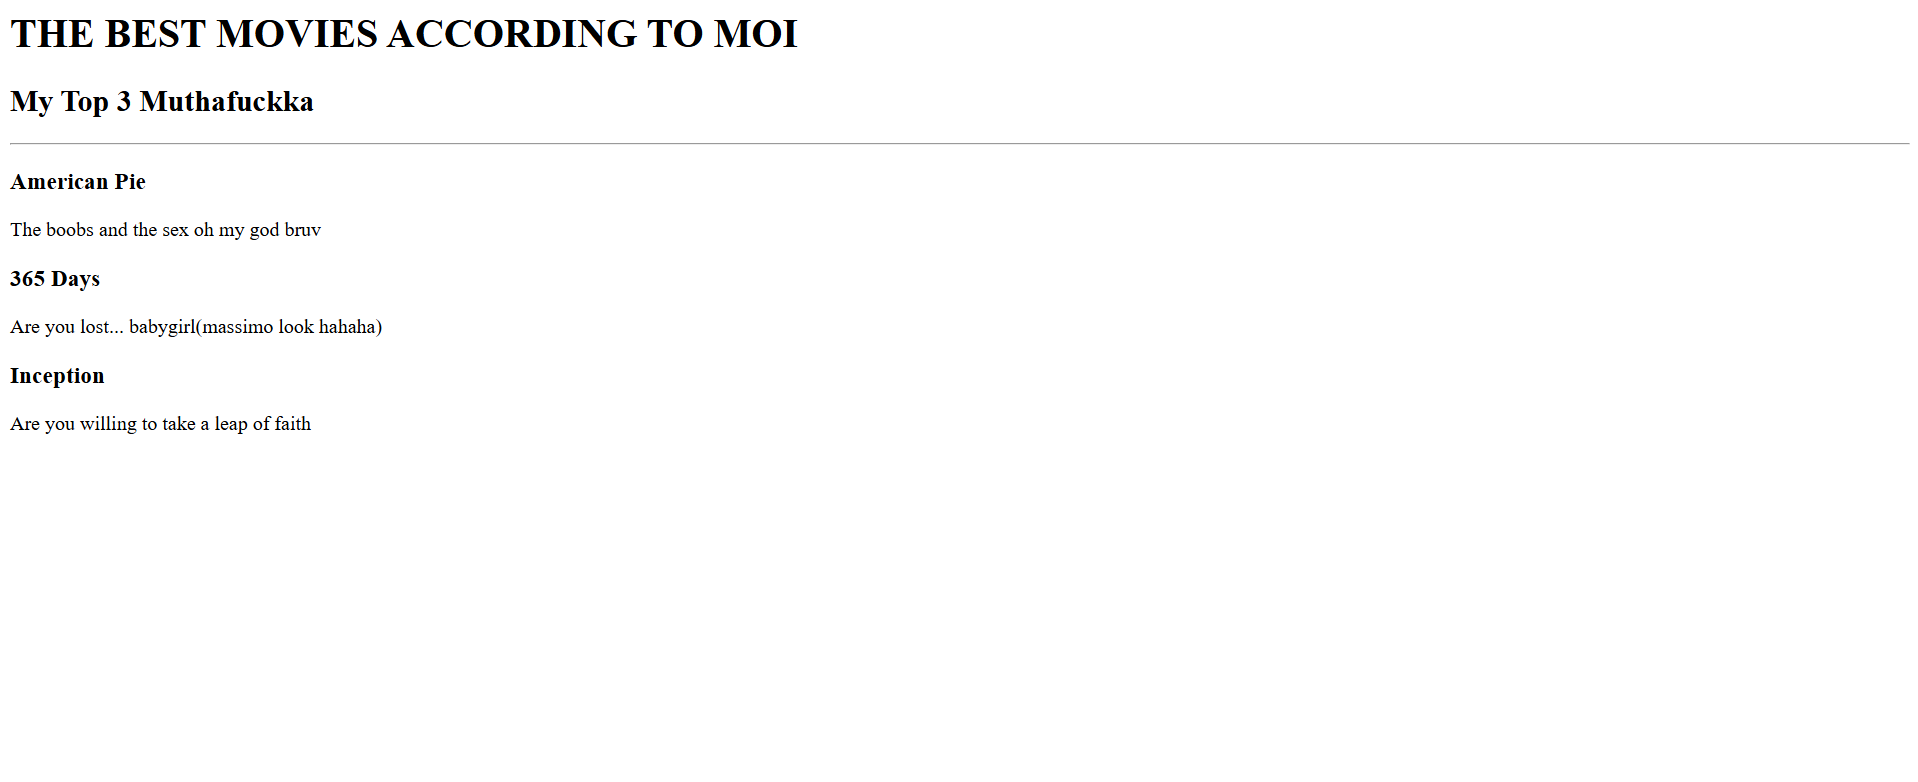 THE BEST MOVIES ACCORDING TO MOI
My Top 3 Muthafuckka
American Pie
The boobs and the sex oh my god bruv
365 Days
Are you lost... babygirl(massimo look hahaha)
Inception
Are you willing to take a leap of faith